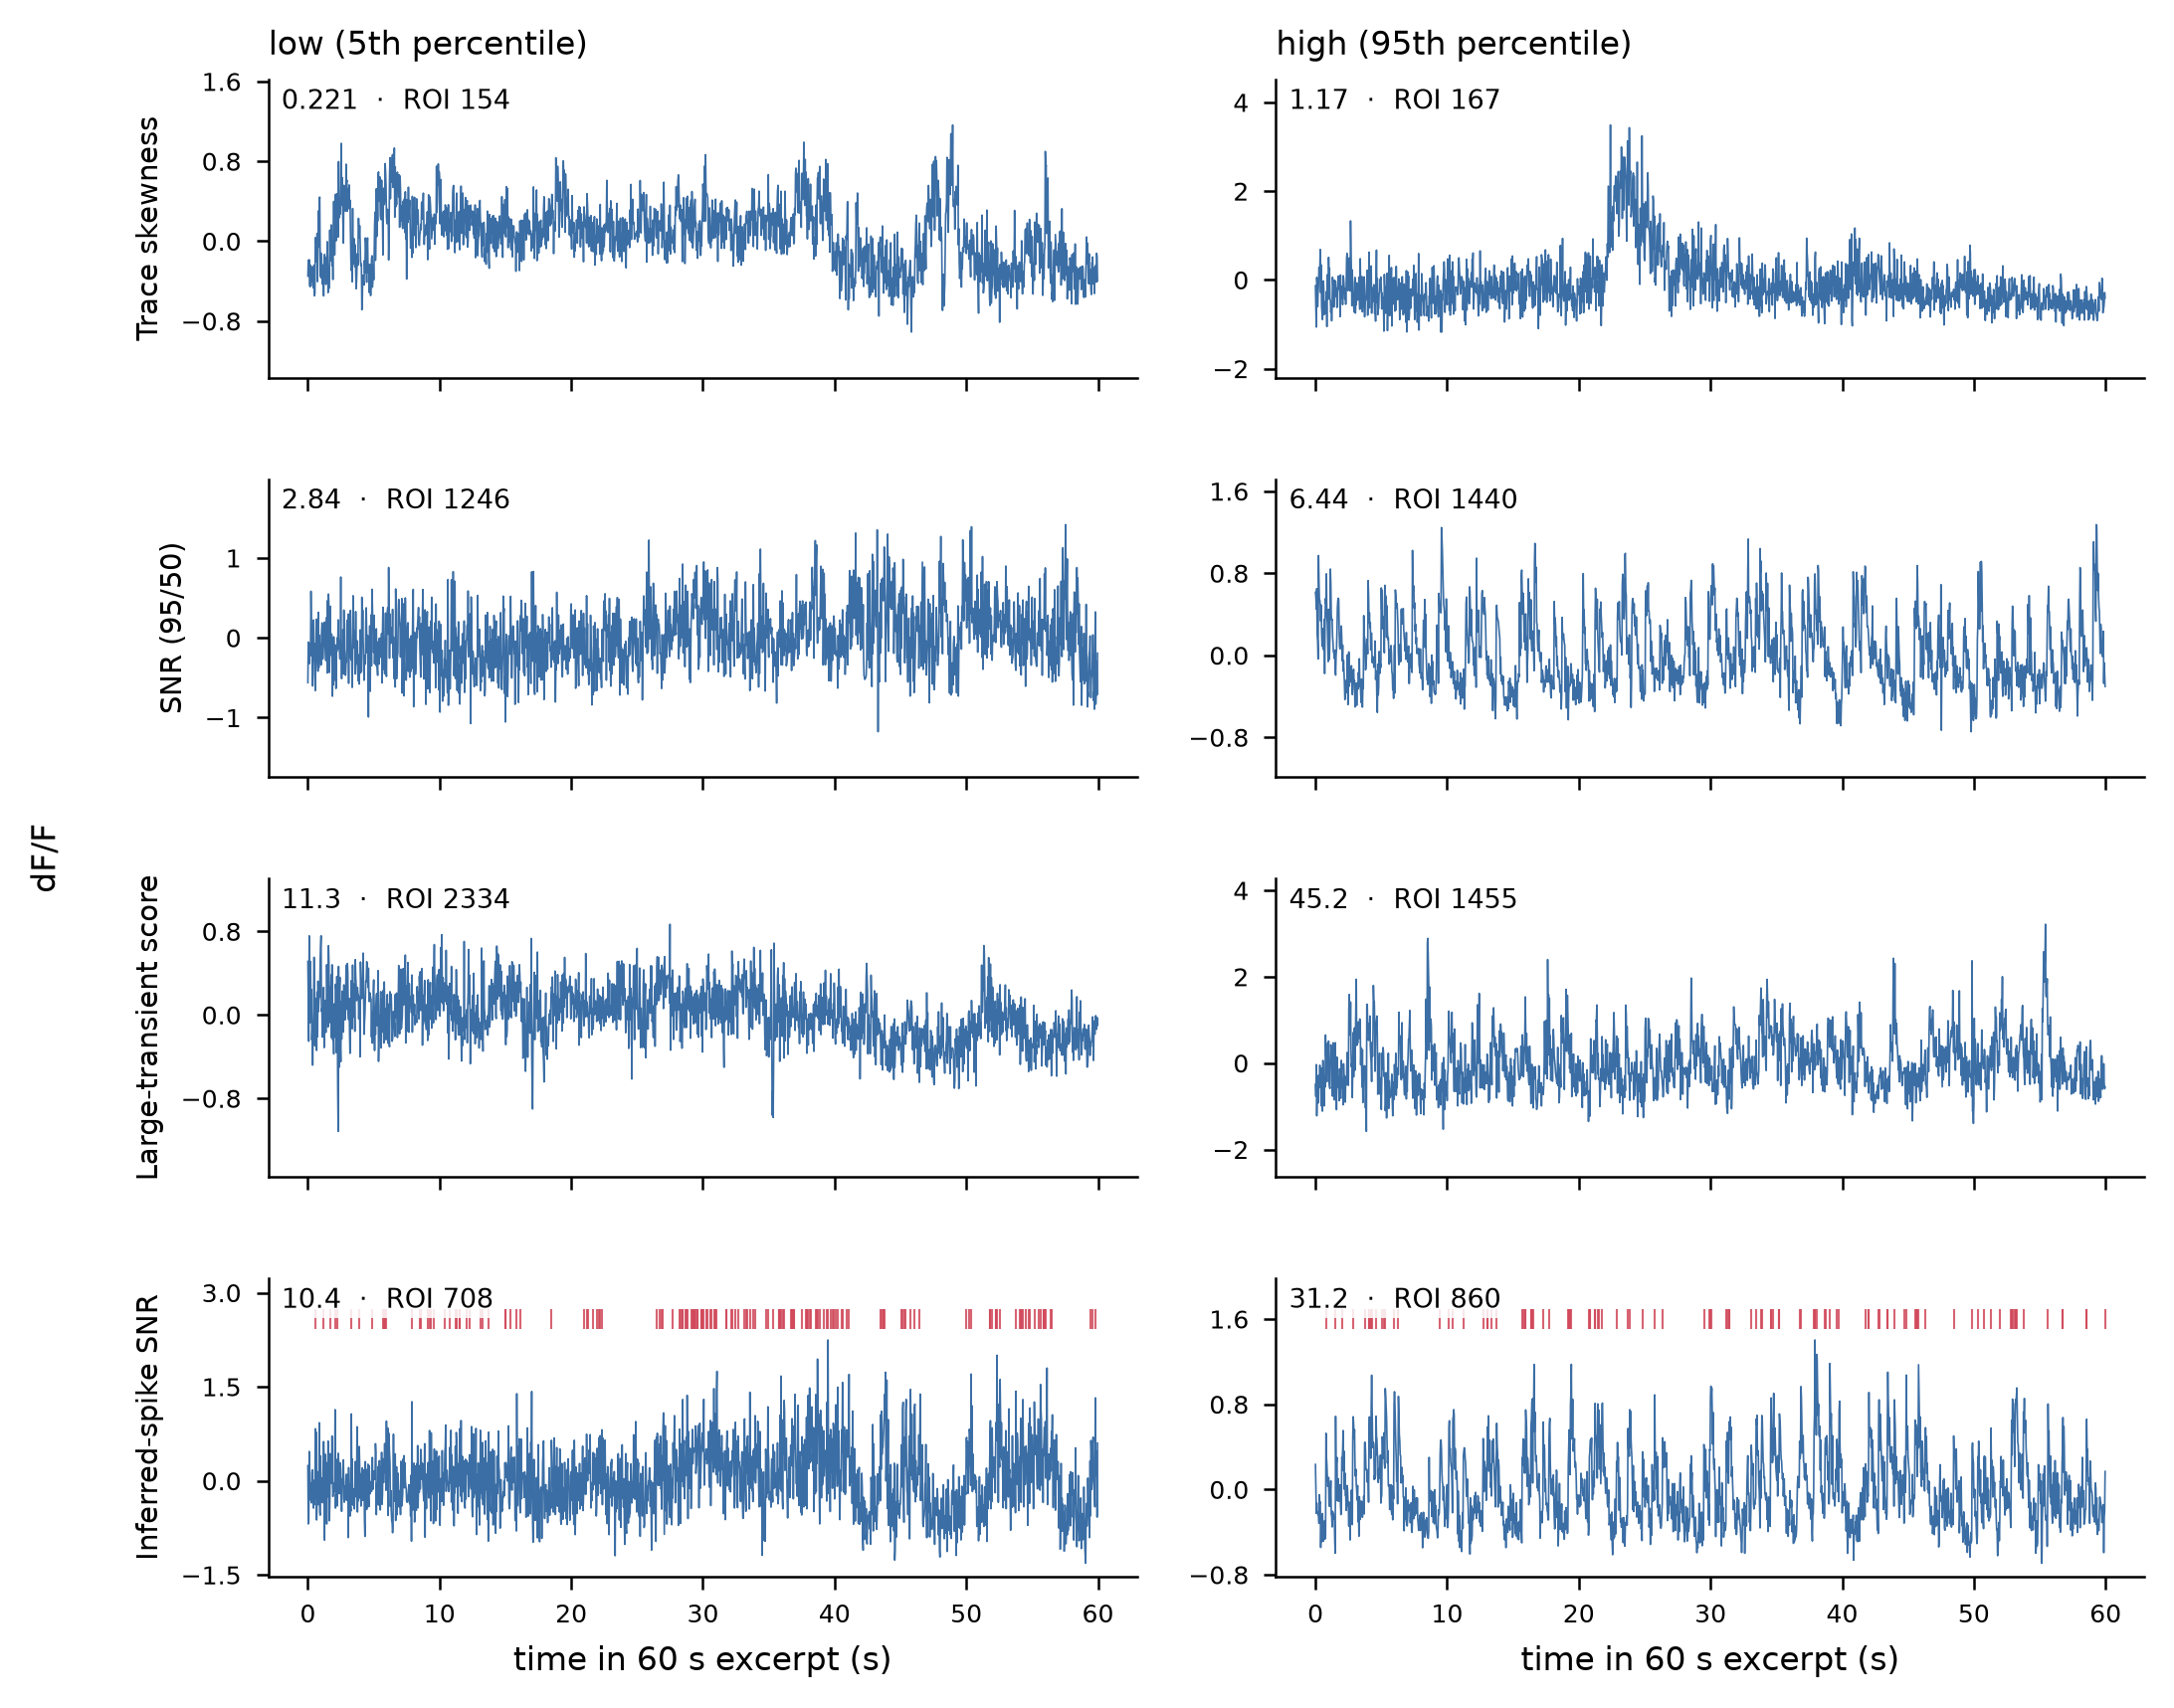 low (5th percentile)
high (95th percentile)
dF/F
Trace skewness
0.221 · ROI 154
1.6
0.8
0.0
−0.8
1.17 · ROI 167
4
2
0
−2
SNR (95/50)
2.84 · ROI 1246
1
0
−1
6.44 · ROI 1440
1.6
0.8
0.0
−0.8
Large-transient score
11.3 · ROI 2334
0.8
0.0
−0.8
45.2 · ROI 1455
4
2
0
−2
Inferred-spike SNR
10.4 · ROI 708
3.0
1.5
0.0
−1.5
31.2 · ROI 860
1.6
0.8
0.0
−0.8
0 10 20 30 40 50 60
0 10 20 30 40 50 60
time in 60 s excerpt (s)
time in 60 s excerpt (s)